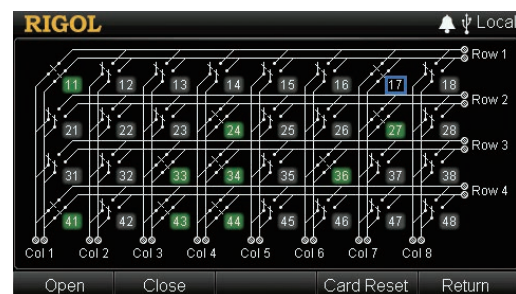 RIGOL Local
Row 1
11 12 13 14 15 16 17 18
Row 2
21 22 23 24 25 26 27 28
Row 3
31 32 33 34 35 36 37 38
Row 4
41 42 43 44 45 46 47 48
Col 1 Col 2 Col 3 Col 4 Col 5 Col 6 Col 7 Col 8
Open Close Card Reset Return